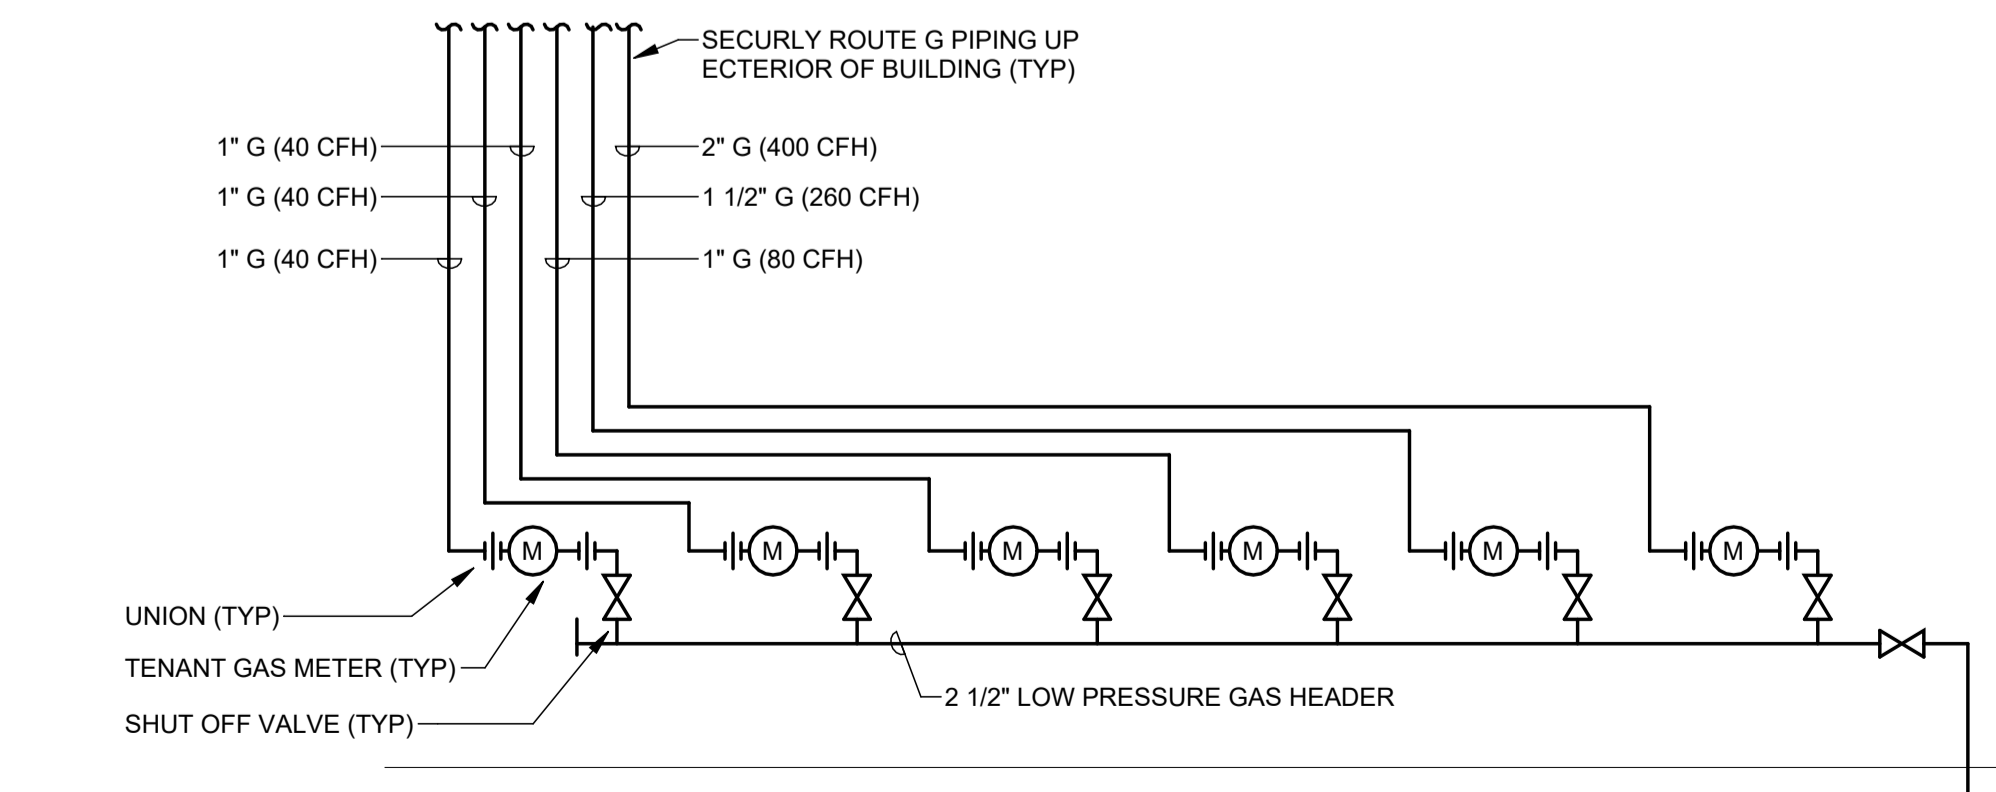 SECURLY ROUTE G PIPING UP
ECTERIOR OF BUILDING (TYP)
1" G (40 CFH)
2" G (400 CFH)
1" G (40 CFH)
1 1/2" G (260 CFH)
1" G (40 CFH)
1" G (80 CFH)
M
M
M
M
M
M
UNION (TYP)
TENANT GAS METER (TYP)
2 1/2" LOW PRESSURE GAS HEADER
SHUT OFF VALVE (TYP)